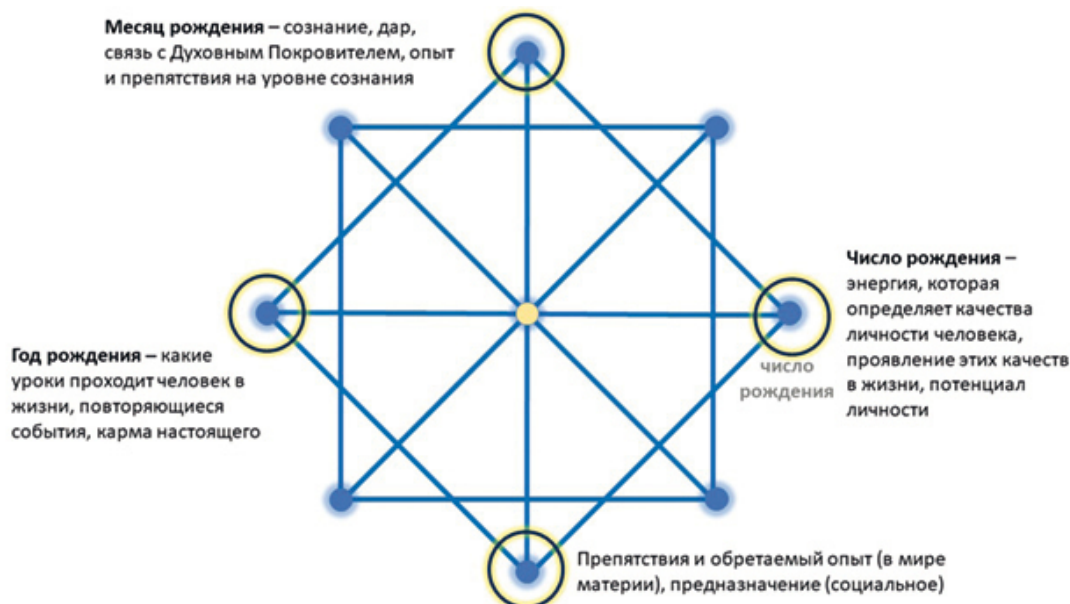 Месяц рождения – сознание, дар,
связь с Духовным Покровителем, опыт
и препятствия на уровне сознания
Год рождения – какие
уроки проходит человек в
жизни, повторяющиеся
события, карма настоящего
Число рождения –
энергия, которая
определяет качества
личности человека,
проявление этих качеств
в жизни, потенциал
личности
число
рождения
Препятствия и обретаемый опыт (в мире
материи), предназначение (социальное)